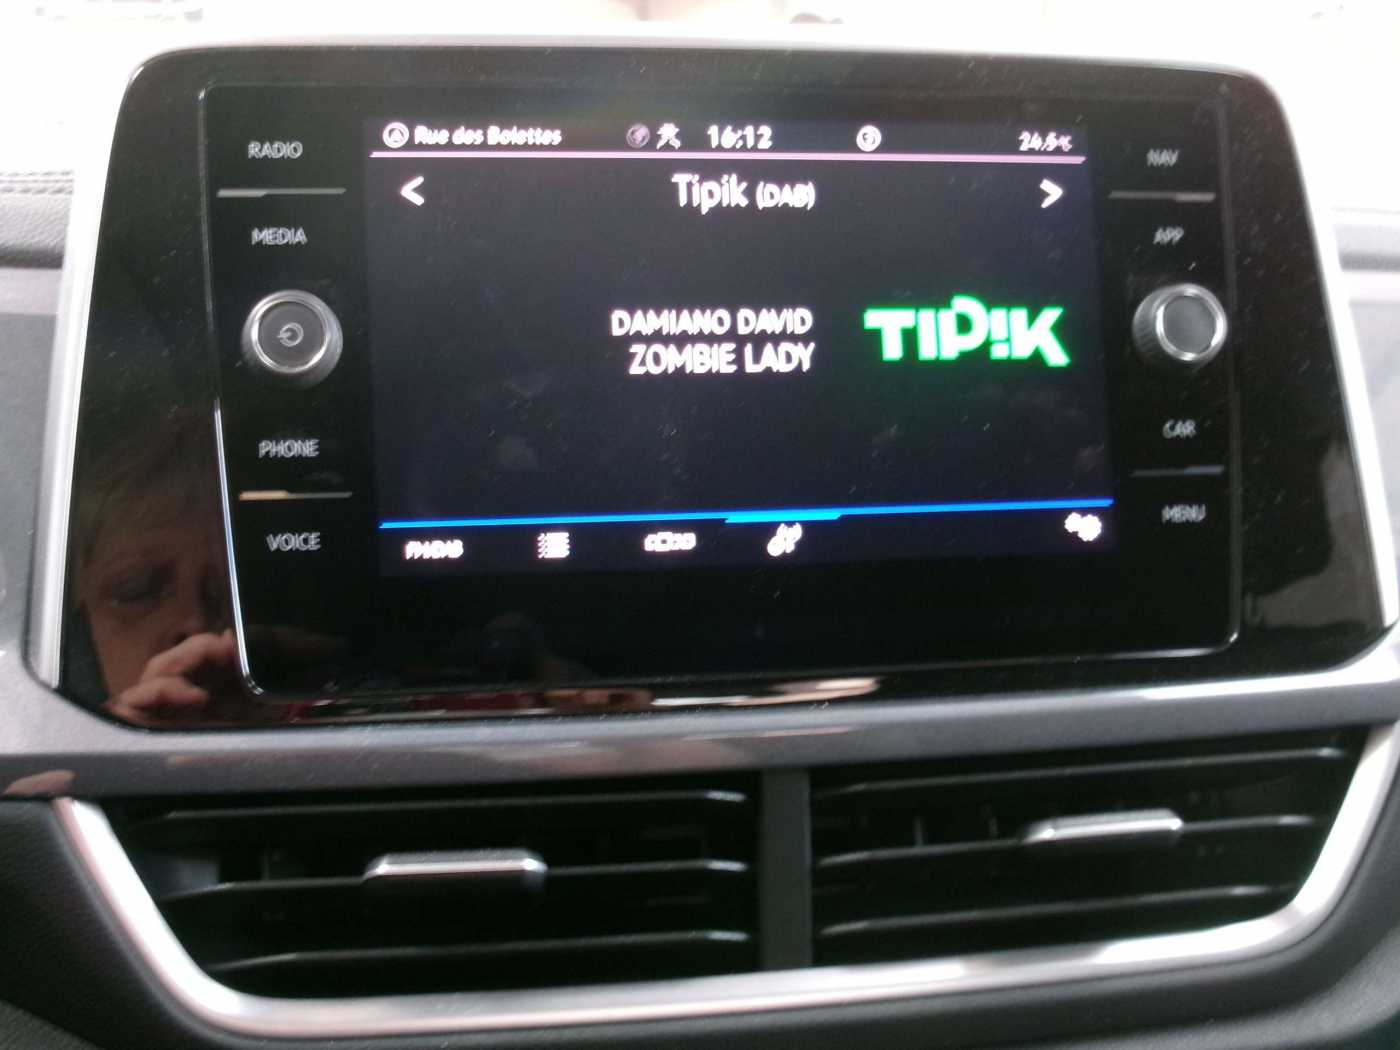 RADIO
MEDIA
PHONE
VOICE
Rue des Bolettes
16:12
24.5°C
Tipik (DAB)
DAMIANO DAVID
ZOMBIE LADY
TIPIK
FM/DAB
NAV
APP
CAR
MENU